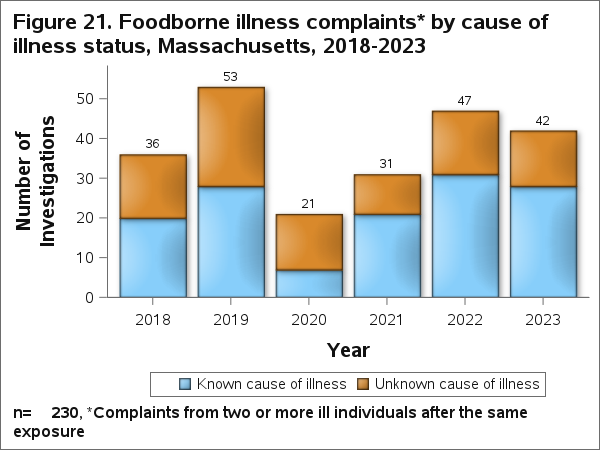 Figure 21. Foodborne illness complaints* by cause of
illness status, Massachusetts, 2018-2023
Number of
Investigations
50
40
30
20
10
0
36
53
21
31
47
42
2018 2019 2020 2021 2022 2023
Year
Known cause of illness Unknown cause of illness
n= 230, *Complaints from two or more ill individuals after the same
exposure